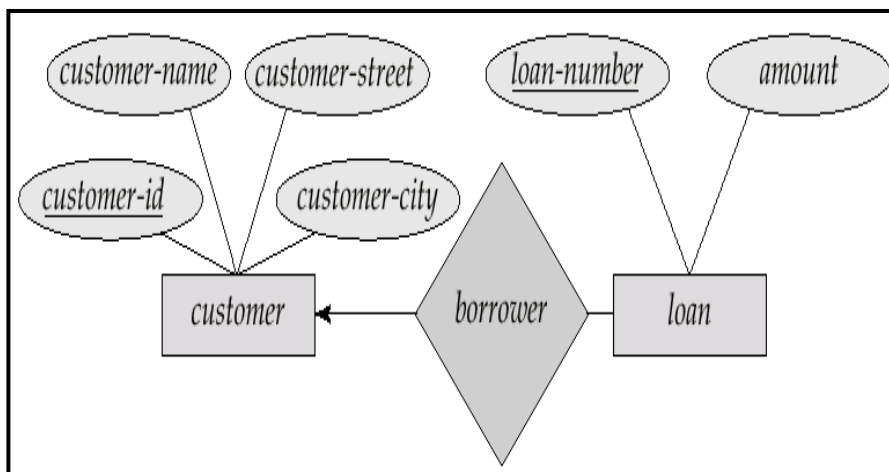 customer-name
customer-street
loan-number
amount
customer-id
customer-city
customer
borrower
loan